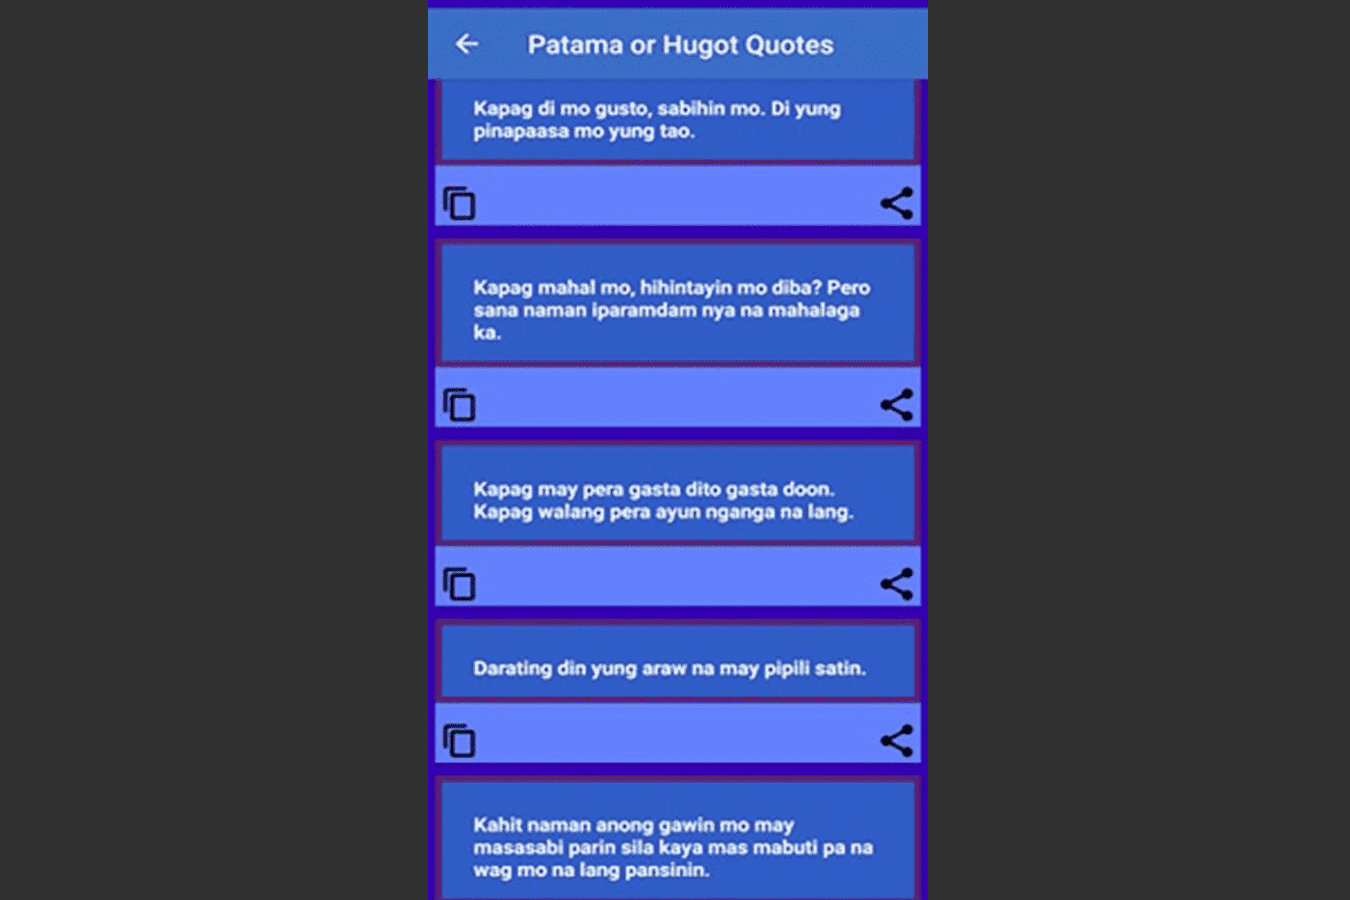 Patama or Hugot Quotes
Kapag di mo gusto, sabihin mo. Di yung
pinapaasa mo yung tao.
Kapag mahal mo, hihintayin mo diba? Pero
sana naman iparamdam nya na mahalaga
ka.
Kapag may pera gasta dito gasta doon.
Kapag walang pera ayun nganga na lang.
Darating din yung araw na may pipili satin.
Kahit naman anong gawin mo may
masasabi parin sila kaya mas mabuti pa na
wag mo na lang pansinin.